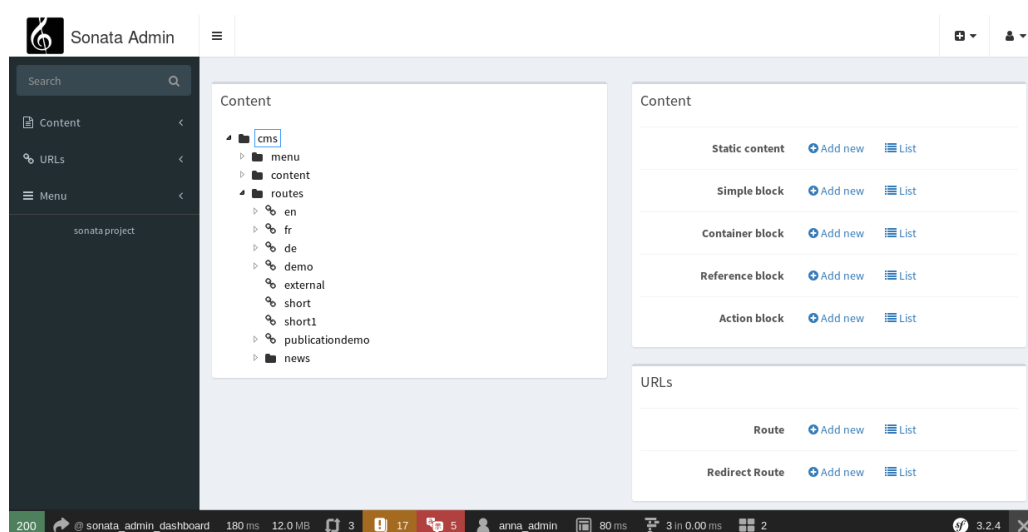 Sonata Admin
Search
Content
URLs
Menu
sonata project
Content
cms
menu
content
routes
en
fr
de
demo
external
short
short1
publicationdemo
news
Content
Static content Add new List
Simple block Add new List
Container block Add new List
Reference block Add new List
Action block Add new List
URLs
Route Add new List
Redirect Route Add new List
200 @ sonata_admin_dashboard 180 ms 12.0 MB 3 17 5 anna_admin 80 ms 3 in 0.00 ms 2 sf 3.2.4